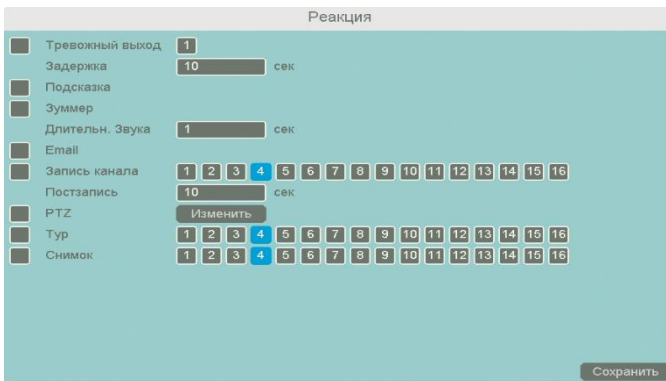 Реакция
Тревожный выход 1
Задержка 10 сек
Подсказка
Зуммер
Длительн. Звука 1 сек
Email
Запись канала 1 2 3 4 5 6 7 8 9 10 11 12 13 14 15 16
Постзапись 10 сек
PTZ Изменить
Тур 1 2 3 4 5 6 7 8 9 10 11 12 13 14 15 16
Снимок 1 2 3 4 5 6 7 8 9 10 11 12 13 14 15 16
Сохранить